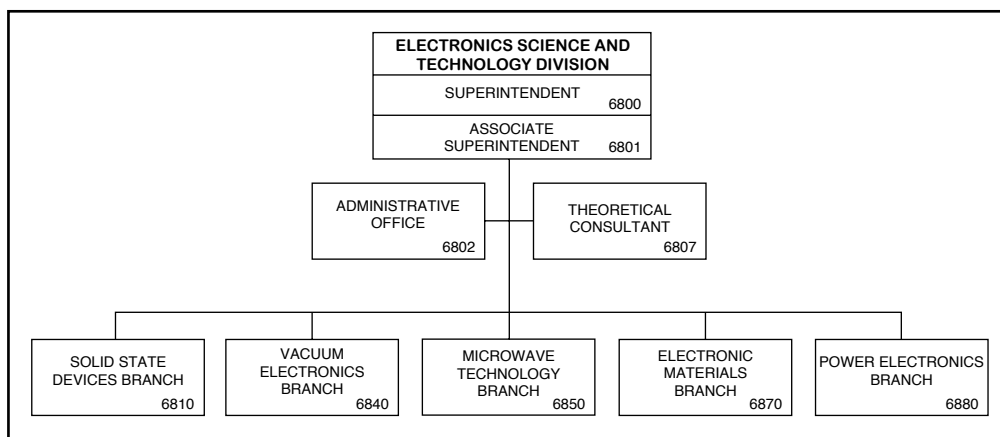 ELECTRONICS SCIENCE AND
TECHNOLOGY DIVISION
SUPERINTENDENT
6800
ASSOCIATE
SUPERINTENDENT
6801
ADMINISTRATIVE
OFFICE
6802
THEORETICAL
CONSULTANT
6807
SOLID STATE
DEVICES BRANCH
6810
VACUUM
ELECTRONICS
BRANCH
6840
MICROWAVE
TECHNOLOGY
BRANCH
6850
ELECTRONIC
MATERIALS
BRANCH
6870
POWER ELECTRONICS
BRANCH
6880